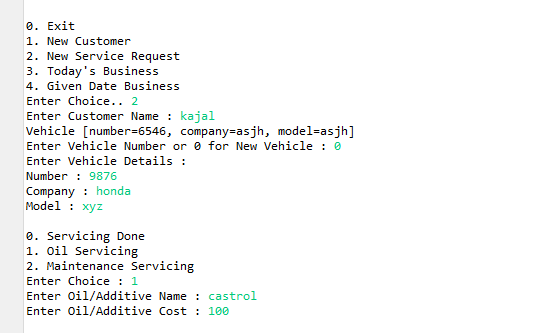 0. Exit
1. New Customer
2. New Service Request
3. Today's Business
4. Given Date Business
Enter Choice.. 2
Enter Customer Name : kajal
Vehicle [number=6546, company=asjh, model=asjh]
Enter Vehicle Number or 0 for New Vehicle : 0
Enter Vehicle Details :
Number : 9876
Company : honda
Model : xyz
0. Servicing Done
1. Oil Servicing
2. Maintenance Servicing
Enter Choice : 1
Enter Oil/Additive Name : castrol
Enter Oil/Additive Cost : 100